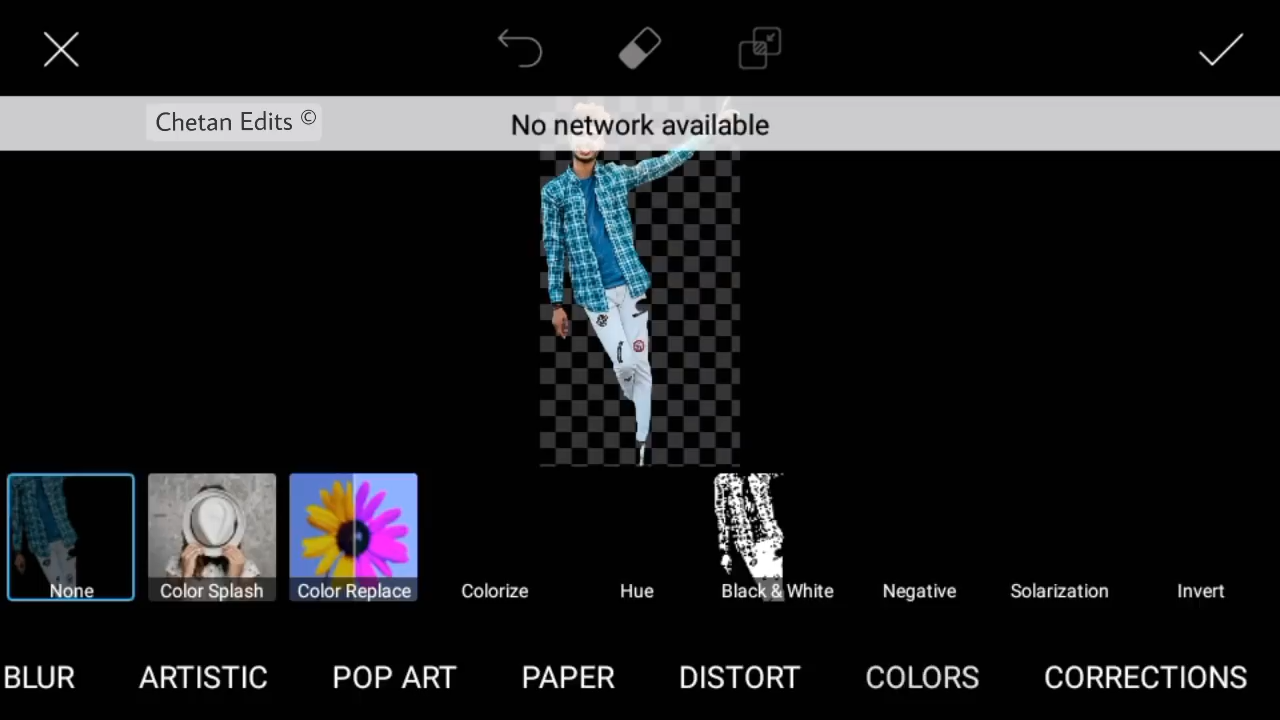 Chetan Edits ©
No network available
None
Color Splash
Color Replace
Colorize
Hue
Black & White
Negative
Solarization
Invert
BLUR
ARTISTIC
POP ART
PAPER
DISTORT
COLORS
CORRECTIONS